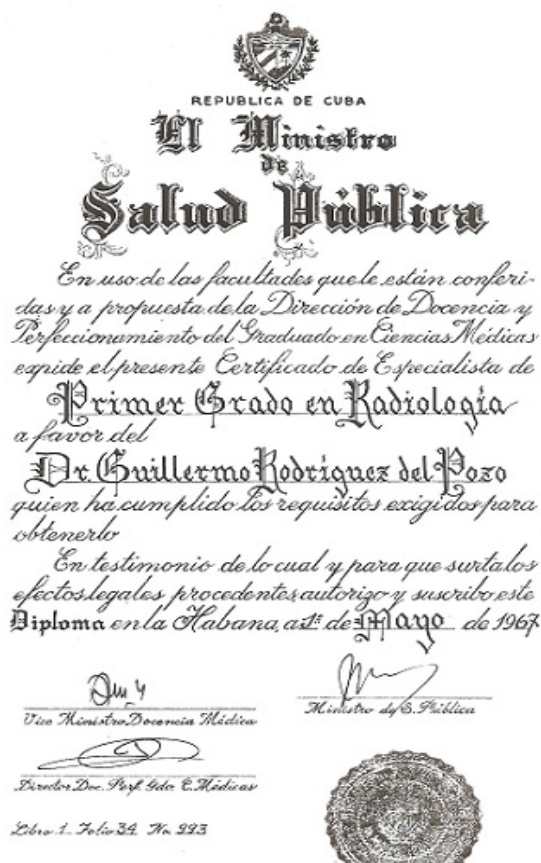 REPUBLICA DE CUBA
El Ministro
de
Salud Pública
En uso de las facultades que le están conferi-
das y a propuesta de la Dirección de Docencia y
Perfeccionamiento del Graduado en Ciencias Médicas
expide el presente Certificado de Especialista de
Primer Grado en Radiología
a favor del
Dr. Guillermo Rodríguez del Pozo
quien ha cumplido los requisitos exigidos para
obtenerlo
En testimonio de lo cual y para que surta los
efectos legales procedentes autorizo y suscribo este
Diploma en la Habana, a 1º de Mayo de 1967
Vice Ministro Docencia Médica
Ministro de S. Pública
Director Doc. Perf. Gdo. C. Médicas
Libro 1 Folio 34 No 993